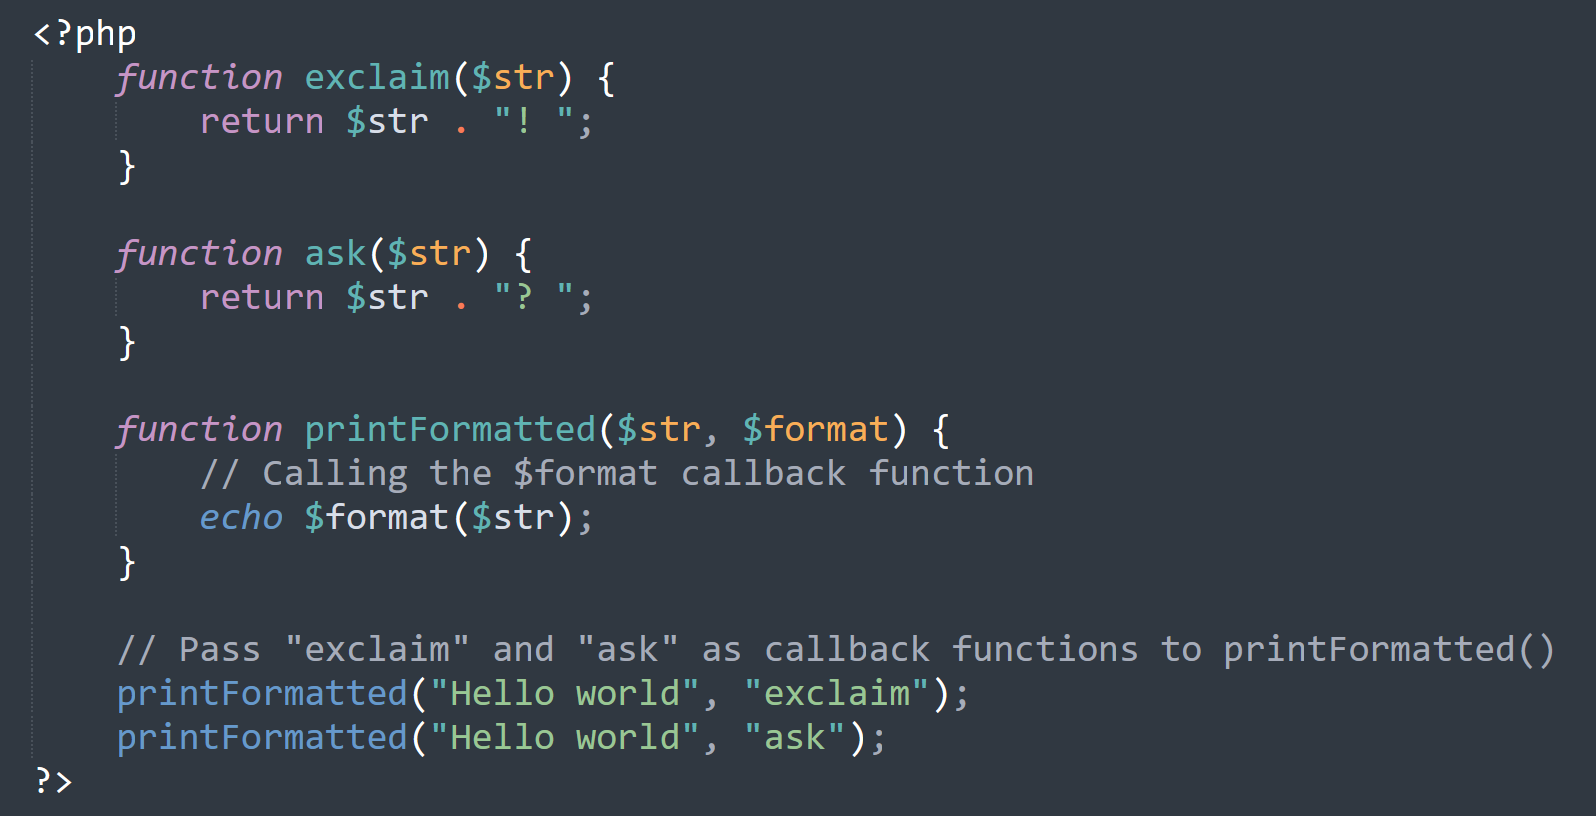 <?php
    function exclaim($str) {
        return $str . "! ";
    }

    function ask($str) {
        return $str . "? ";
    }

    function printFormatted($str, $format) {
        // Calling the $format callback function
        echo $format($str);
    }

    // Pass "exclaim" and "ask" as callback functions to printFormatted()
    printFormatted("Hello world", "exclaim");
    printFormatted("Hello world", "ask");
?>